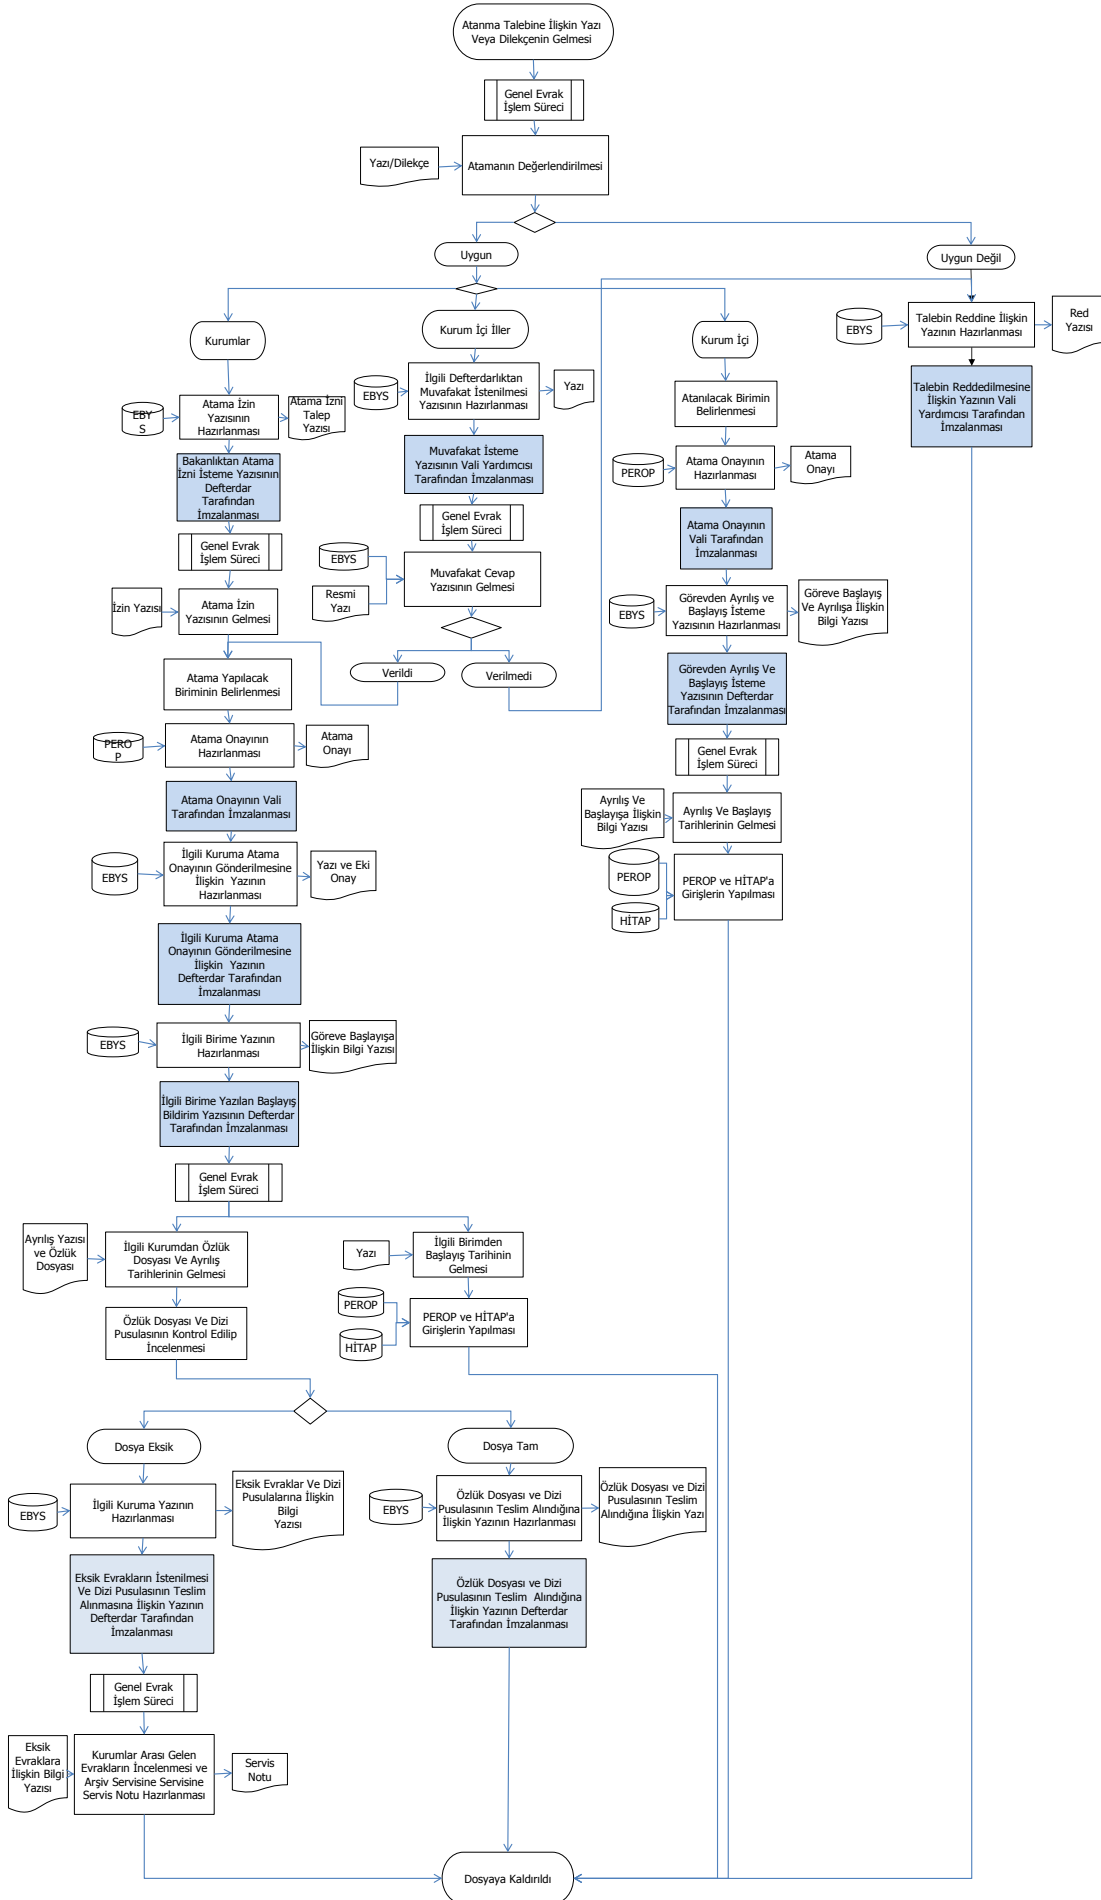 Atanma Talebine İlişkin Yazı
Veya Dilekçenin Gelmesi
Genel Evrak
İşlem Süreci
Yazı/Dilekçe
Atamanın Değerlendirilmesi
Uygun
Uygun Değil
Kurumlar
Kurum İçi İller
Kurum İçi
EBYS
Talebin Reddine İlişkin
Yazının Hazırlanması
Red
Yazısı
EBY
S
Atama İzin
Yazısının
Hazırlanması
Atama İzni
Talep
Yazısı
EBYS
İlgili Defterdarlıktan
Muvafakat İstenilmesi
Yazısının Hazırlanması
Yazı
Atanılacak Birimin
Belirlenmesi
Talebin Reddedilmesine
İlişkin Yazının Vali
Yardımcısı Tarafından
İmzalanması
Bakanlıktan Atama
İzni İsteme Yazısının
Defterdar
Tarafından
İmzalanması
Muvafakat İsteme
Yazısının Vali Yardımcısı
Tarafından İmzalanması
PEROP
Atama Onayının
Hazırlanması
Atama
Onayı
Genel Evrak
İşlem Süreci
Genel Evrak
İşlem Süreci
Atama Onayının
Vali Tarafından
İmzalanması
İzin Yazısı
Atama İzin
Yazısının Gelmesi
EBYS
Resmi
Yazı
Muvafakat Cevap
Yazısının Gelmesi
EBYS
Görevden Ayrılış ve
Başlayış İsteme
Yazısının Hazırlanması
Göreve Başlayış
Ve Ayrılışa İlişkin
Bilgi Yazısı
Verildi
Verilmedi
Atama Yapılacak
Biriminin Belirlenmesi
Görevden Ayrılış Ve
Başlayış İsteme
Yazısının Defterdar
Tarafından İmzalanması
PERO
P
Atama Onayının
Hazırlanması
Atama
Onayı
Genel Evrak
İşlem Süreci
Atama Onayının Vali
Tarafından İmzalanması
Ayrılış Ve
Başlayışa İlişkin
Bilgi Yazısı
Ayrılış Ve Başlayış
Tarihlerinin Gelmesi
EBYS
İlgili Kuruma Atama
Onayının Gönderilmesine
İlişkin Yazının
Hazırlanması
Yazı ve Eki
Onay
PEROP
HİTAP
PEROP ve HİTAP'a
Girişlerin Yapılması
İlgili Kuruma Atama
Onayının Gönderilmesine
İlişkin Yazının
Defterdar Tarafından
İmzalanması
EBYS
İlgili Birime Yazının
Hazırlanması
Göreve Başlayışa
İlişkin Bilgi Yazısı
İlgili Birime Yazılan Başlayış
Bildirim Yazısının Defterdar
Tarafından İmzalanması
Genel Evrak
İşlem Süreci
Ayrılış Yazısı
ve Özlük
Dosyası
İlgili Kurumdan Özlük
Dosyası Ve Ayrılış
Tarihlerinin Gelmesi
Yazı
İlgili Birimden
Başlayış Tarihinin
Gelmesi
Özlük Dosyası Ve Dizi
Pusulasının Kontrol Edilip
İncelenmesi
PEROP
HİTAP
PEROP ve HİTAP'a
Girişlerin Yapılması
Dosya Eksik
Dosya Tam
EBYS
İlgili Kuruma Yazının
Hazırlanması
Eksik Evraklar Ve Dizi
Pusulalarına İlişkin
Bilgi
Yazısı
EBYS
Özlük Dosyası ve Dizi
Pusulasının Teslim Alındığına
İlişkin Yazının Hazırlanması
Özlük Dosyası ve Dizi
Pusulasının Teslim
Alındığına İlişkin Yazı
Eksik Evrakların İstenilmesi
Ve Dizi Pusulasının Teslim
Alınmasına İlişkin Yazının
Defterdar Tarafından
İmzalanması
Özlük Dosyası ve Dizi
Pusulasının Teslim Alındığına
İlişkin Yazının Defterdar
Tarafından İmzalanması
Genel Evrak
İşlem Süreci
Eksik
Evraklara
İlişkin Bilgi
Yazısı
Kurumlar Arası Gelen
Evrakların İncelenmesi ve
Arşiv Servisine Servisine
Servis Notu Hazırlanması
Servis
Notu
Dosyaya Kaldırıldı